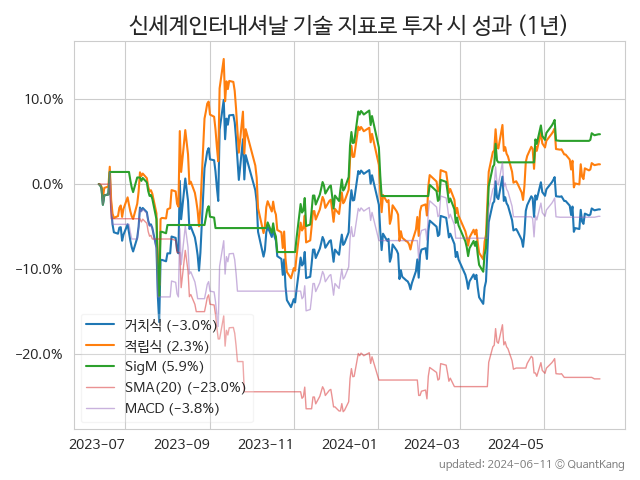 신세계인터내셔날 기술 지표로 투자 시 성과 (1년)
10.0%
0.0%
−10.0%
−20.0%
거치식 (−3.0%)
적립식 (2.3%)
SigM (5.9%)
SMA(20) (−23.0%)
MACD (−3.8%)
2023-07 2023-09 2023-11 2024-01 2024-03 2024-05
updated: 2024-06-11 © QuantKang